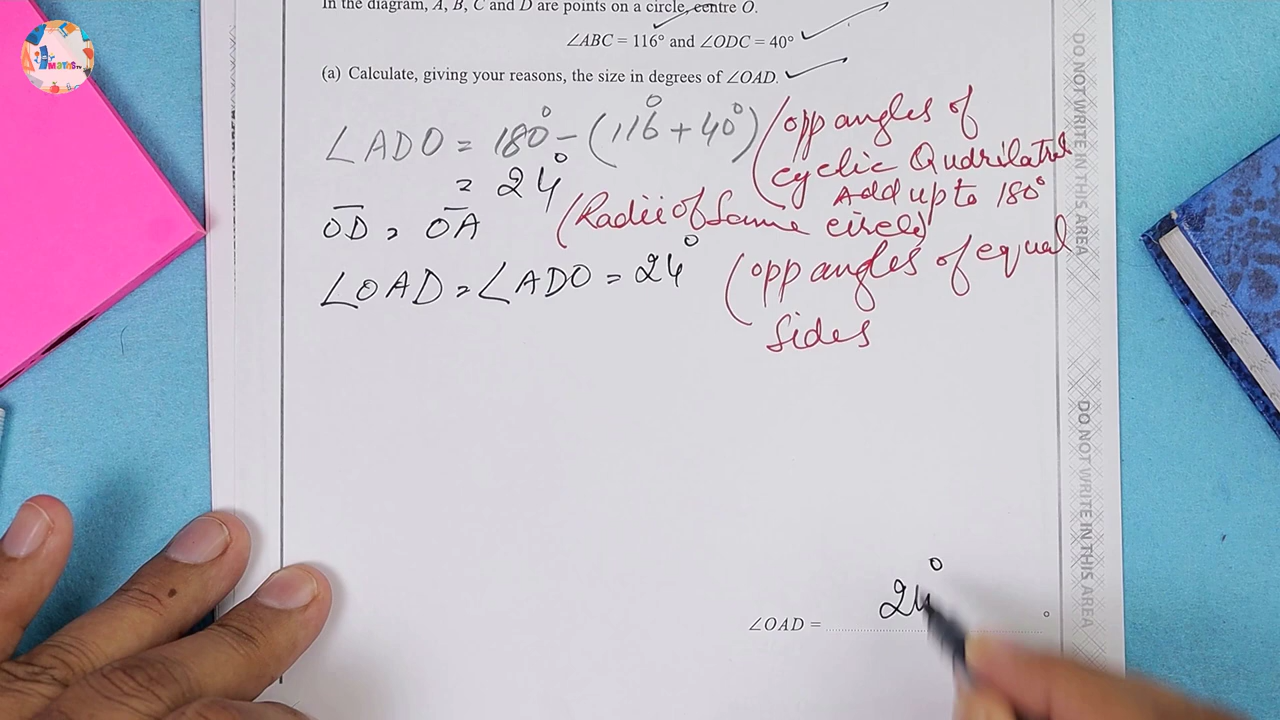 In the diagram, A, B, C and D are points on a circle, centre O.
∠ABC = 116° and ∠ODC = 40°
(a) Calculate, giving your reasons, the size in degrees of ∠OAD.
∠ADO = 180° - (116° + 40°) (opp angles of
cyclic Qudrilatral
= 24° Add up to 180°
OD = OA (Radii of Same circle)
∠OAD = ∠ADO = 24° (opp angles of equal
sides
24°
∠OAD = °
DO NOT WRITE IN THIS AREA
DO NOT WRITE IN THIS AREA
MATHS TV